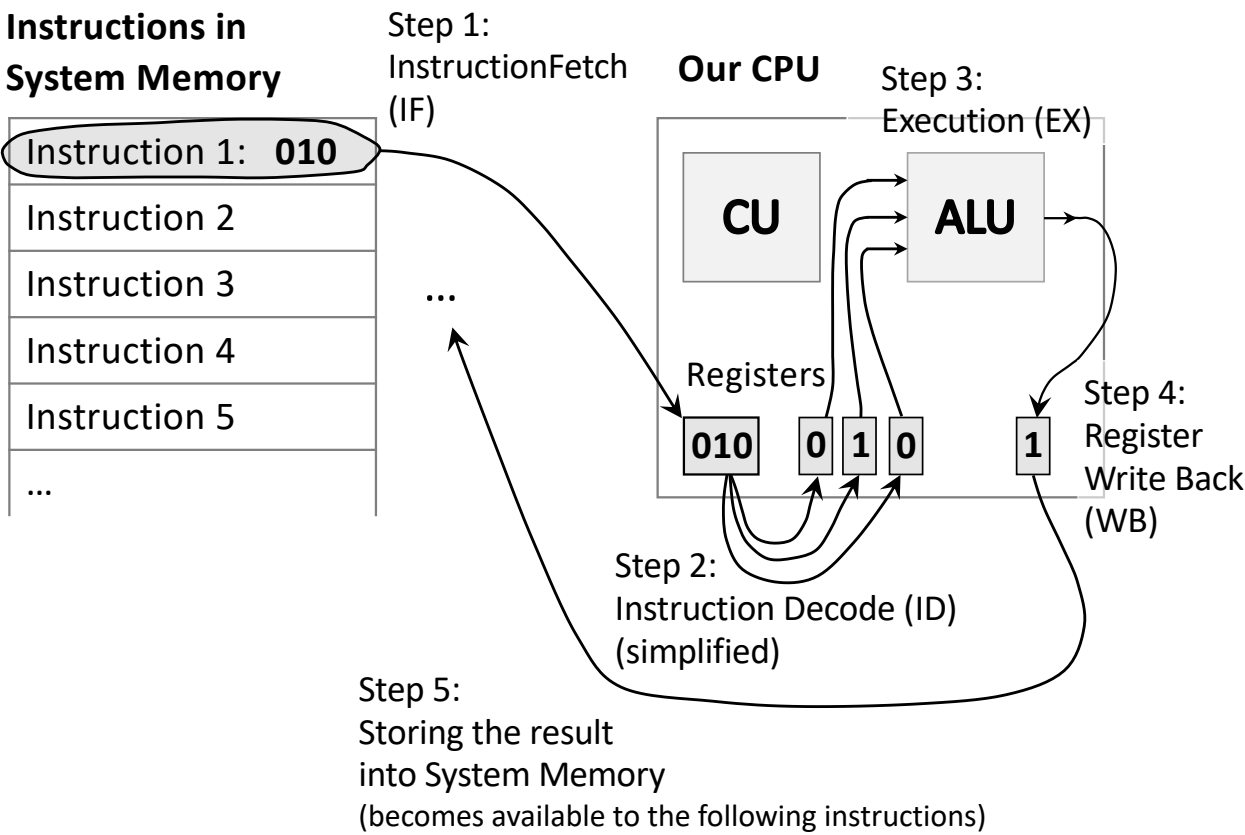 Instructions in
System Memory
Step 1:
InstructionFetch
(IF)
Our CPU
Step 3:
Execution (EX)
Instruction 1: 010
Instruction 2
Instruction 3
Instruction 4
Instruction 5
...
...
CU
ALU
Registers
010
0
1
0
1
Step 4:
Register
Write Back
(WB)
Step 2:
Instruction Decode (ID)
(simplified)
Step 5:
Storing the result
into System Memory
(becomes available to the following instructions)